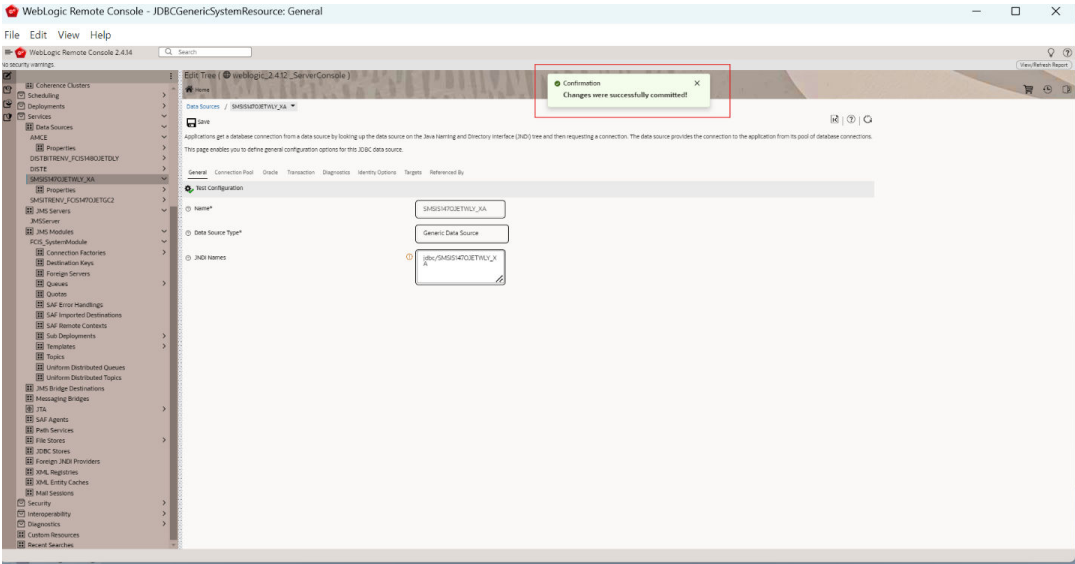 WebLogic Remote Console - JDBCGenericSystemResource: General
File Edit View Help
WebLogic Remote Console 2.4.14
Search
No security warnings.
View/Refresh Report
Edit Tree ( weblogic_2.4.12_ServerConsole )
Home
Confirmation
Changes were successfully committed!
Data Sources / SMSIS147OJETWLY_XA
Save
Applications get a database connection from a data source by looking up the data source on the Java Naming and Directory Interface (JNDI) tree and then requesting a connection. The data source provides the connection to the application from its pool of database connections.
This page enables you to define general configuration options for this JDBC data source.
General Connection Pool Oracle Transaction Diagnostics Identity Options Targets Referenced By
Test Configuration
Name*
SMSIS147OJETWLY_XA
Data Source Type*
Generic Data Source
JNDI Names
jdbc/SMSIS147OJETWLY_X
A
Coherence Clusters
Scheduling
Deployments
Services
Data Sources
AMCE
Properties
DISTBITRENV_FCIS148OJETDLY
DISTE
SMSIS147OJETWLY_XA
Properties
SMSITRENV_FCIS147OJETGC2
JMS Servers
JMSServer
JMS Modules
FCIS_SystemModule
Connection Factories
Destination Keys
Foreign Servers
Queues
Quotas
SAF Error Handlings
SAF Imported Destinations
SAF Remote Contexts
Sub Deployments
Templates
Topics
Uniform Distributed Queues
Uniform Distributed Topics
JMS Bridge Destinations
Messaging Bridges
JTA
SAF Agents
Path Services
File Stores
JDBC Stores
Foreign JNDI Providers
XML Registries
XML Entity Caches
Mail Sessions
Security
Interoperability
Diagnostics
Custom Resources
Recent Searches